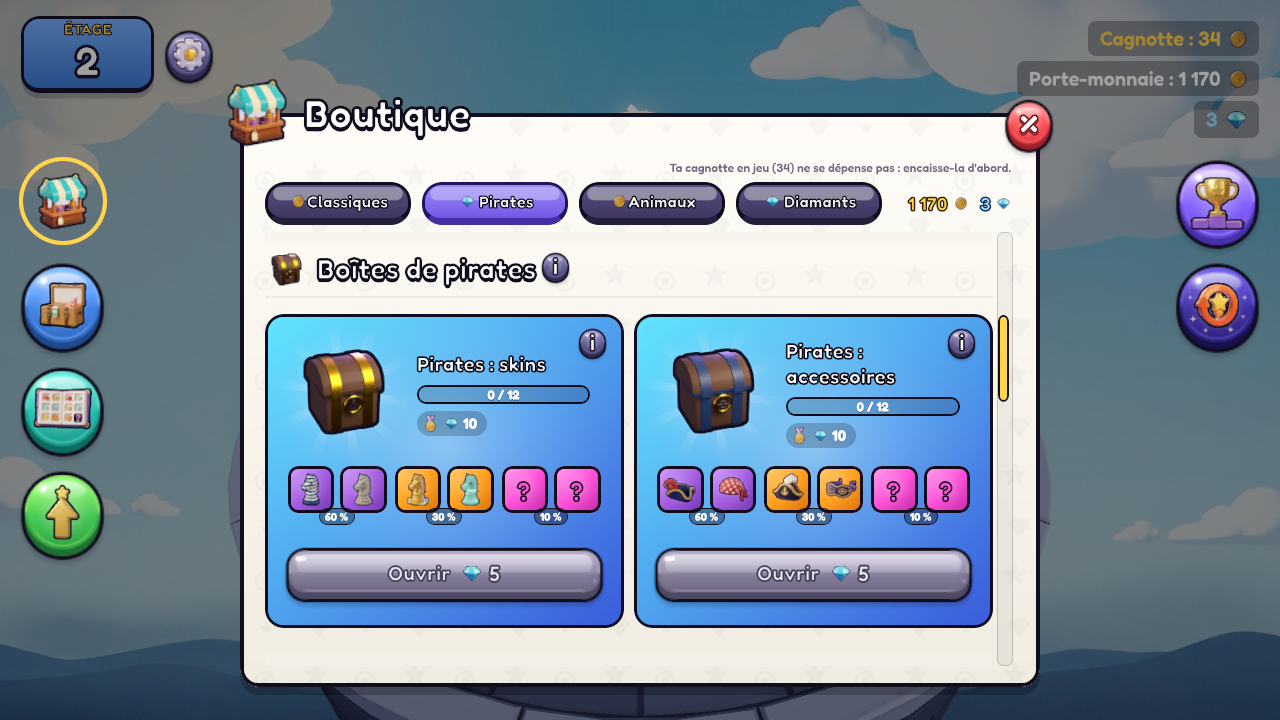 ÉTAGE
2
Cagnotte : 34
Porte-monnaie : 1 170
3
Boutique
Ta cagnotte en jeu (34) ne se dépense pas : encaisse-la d'abord.
Classiques
Pirates
Animaux
Diamants
1 170
3
Boîtes de pirates
i
Pirates : skins
i
0 / 12
10
? ?
60 % 30 % 10 %
Ouvrir 5
Pirates :
accessoires
i
0 / 12
10
? ?
60 % 30 % 10 %
Ouvrir 5